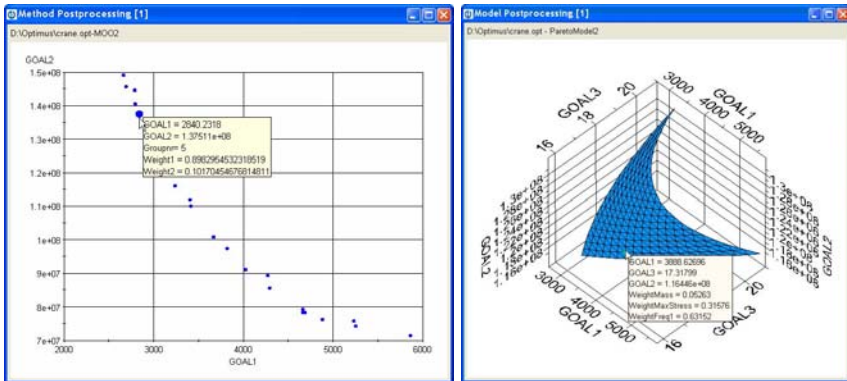 Method Postprocessing [1]
D:\Optimus\crane.opt-MOO2
GOAL2
1.5e+08
1.4e+08
1.3e+08
1.2e+08
1.1e+08
1e+08
9e+07
8e+07
7e+07
GOAL1 = 2840.2318
GOAL2 = 1.37511e+08
Groupnr= 5
Weight1 = 0.8982954532318519
Weight2 = 0.10170454676814811
2000
3000
4000
5000
6000
GOAL1
Model Postprocessing [1]
D:\Optimus\crane.opt - ParetoModel2
GOAL3
16
18
20
GOAL1
3000
4000
5000
GOAL2
GOAL2
GOAL1 = 3888.62696
GOAL3 = 17.31799
GOAL2 = 1.16446e+08
WeightMass = 0.05263
WeightMaxStress = 0.31576
WeightFreq1 = 0.63152
3000
4000
5000
GOAL1
16
20
GOAL3